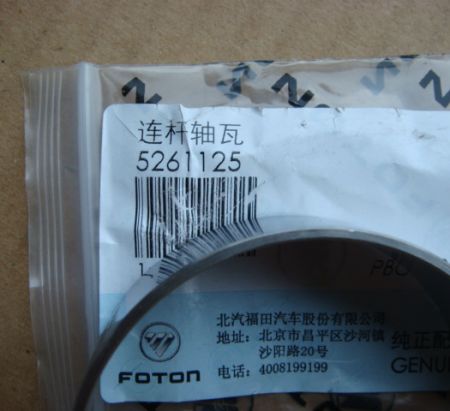 连杆轴瓦
5261125
北汽福田汽车股份有限公司
地址：北京市昌平区沙河镇
沙阳路20号
电话：4008199199
FOTON
纯正配
GENU